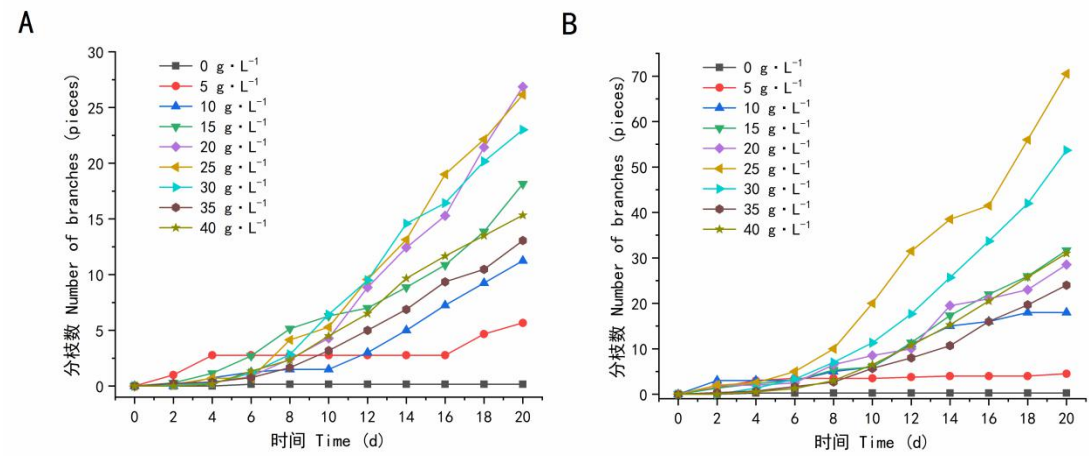 A
分枝数 Number of branches (pieces)
30
25
20
15
10
5
0
0 g·L⁻¹
5 g·L⁻¹
10 g·L⁻¹
15 g·L⁻¹
20 g·L⁻¹
25 g·L⁻¹
30 g·L⁻¹
35 g·L⁻¹
40 g·L⁻¹
0 2 4 6 8 10 12 14 16 18 20
时间 Time (d)
B
分枝数 Number of branches (pieces)
70
60
50
40
30
20
10
0
0 g·L⁻¹
5 g·L⁻¹
10 g·L⁻¹
15 g·L⁻¹
20 g·L⁻¹
25 g·L⁻¹
30 g·L⁻¹
35 g·L⁻¹
40 g·L⁻¹
0 2 4 6 8 10 12 14 16 18 20
时间 Time (d)